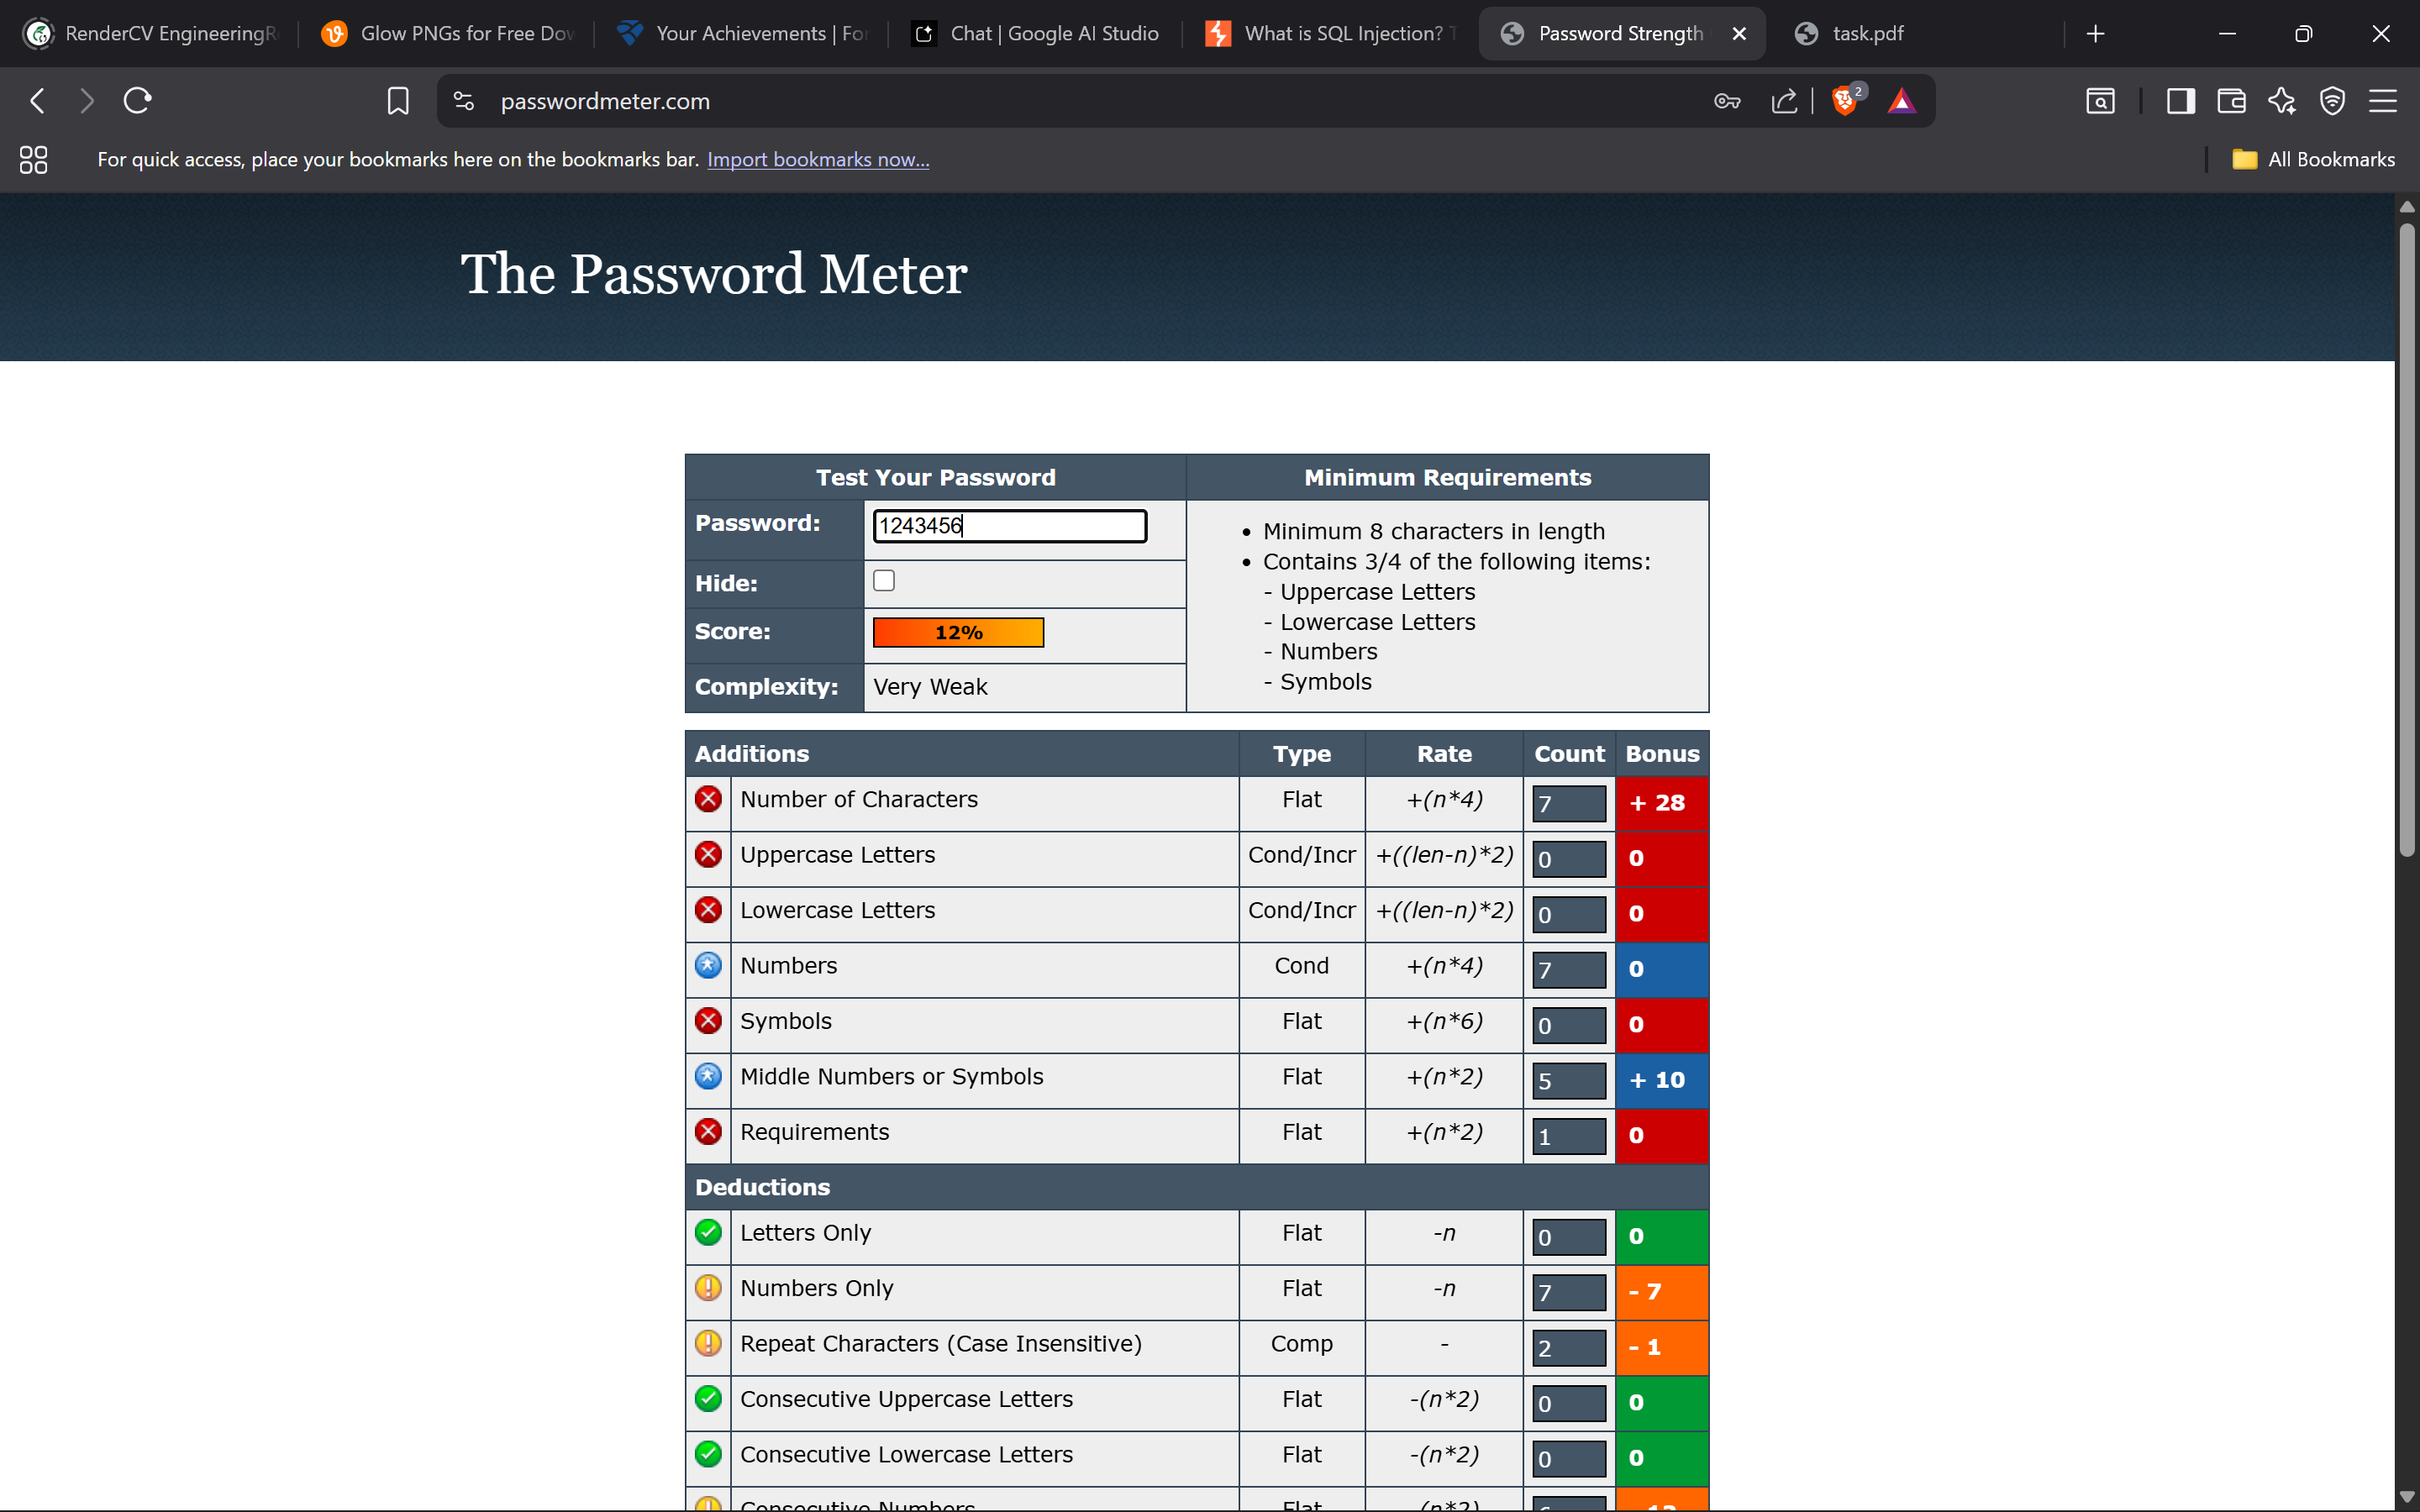 RenderCV EngineeringR
Glow PNGs for Free Dow
Your Achievements | For
Chat | Google AI Studio
What is SQL Injection? T
Password Strength
task.pdf
passwordmeter.com
2
For quick access, place your bookmarks here on the bookmarks bar. Import bookmarks now...
All Bookmarks
The Password Meter
Test Your Password
Minimum Requirements
Password:
1243456
Hide:
Score:
12%
Complexity:
Very Weak
• Minimum 8 characters in length
• Contains 3/4 of the following items:
- Uppercase Letters
- Lowercase Letters
- Numbers
- Symbols
Additions Type Rate Count Bonus
Number of Characters Flat +(n*4) 7 + 28
Uppercase Letters Cond/Incr +((len-n)*2) 0 0
Lowercase Letters Cond/Incr +((len-n)*2) 0 0
Numbers Cond +(n*4) 7 0
Symbols Flat +(n*6) 0 0
Middle Numbers or Symbols Flat +(n*2) 5 + 10
Requirements Flat +(n*2) 1 0
Deductions
Letters Only Flat -n 0 0
Numbers Only Flat -n 7 - 7
Repeat Characters (Case Insensitive) Comp - 2 - 1
Consecutive Uppercase Letters Flat -(n*2) 0 0
Consecutive Lowercase Letters Flat -(n*2) 0 0
Consecutive Numbers Flat -(n*2)